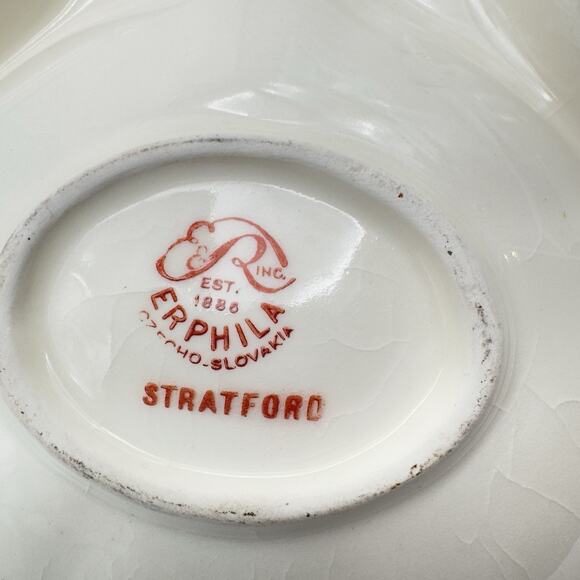 E & R INC.
EST.
1886
ERPHILA
CZECHO-SLOVAKIA
STRATFORD